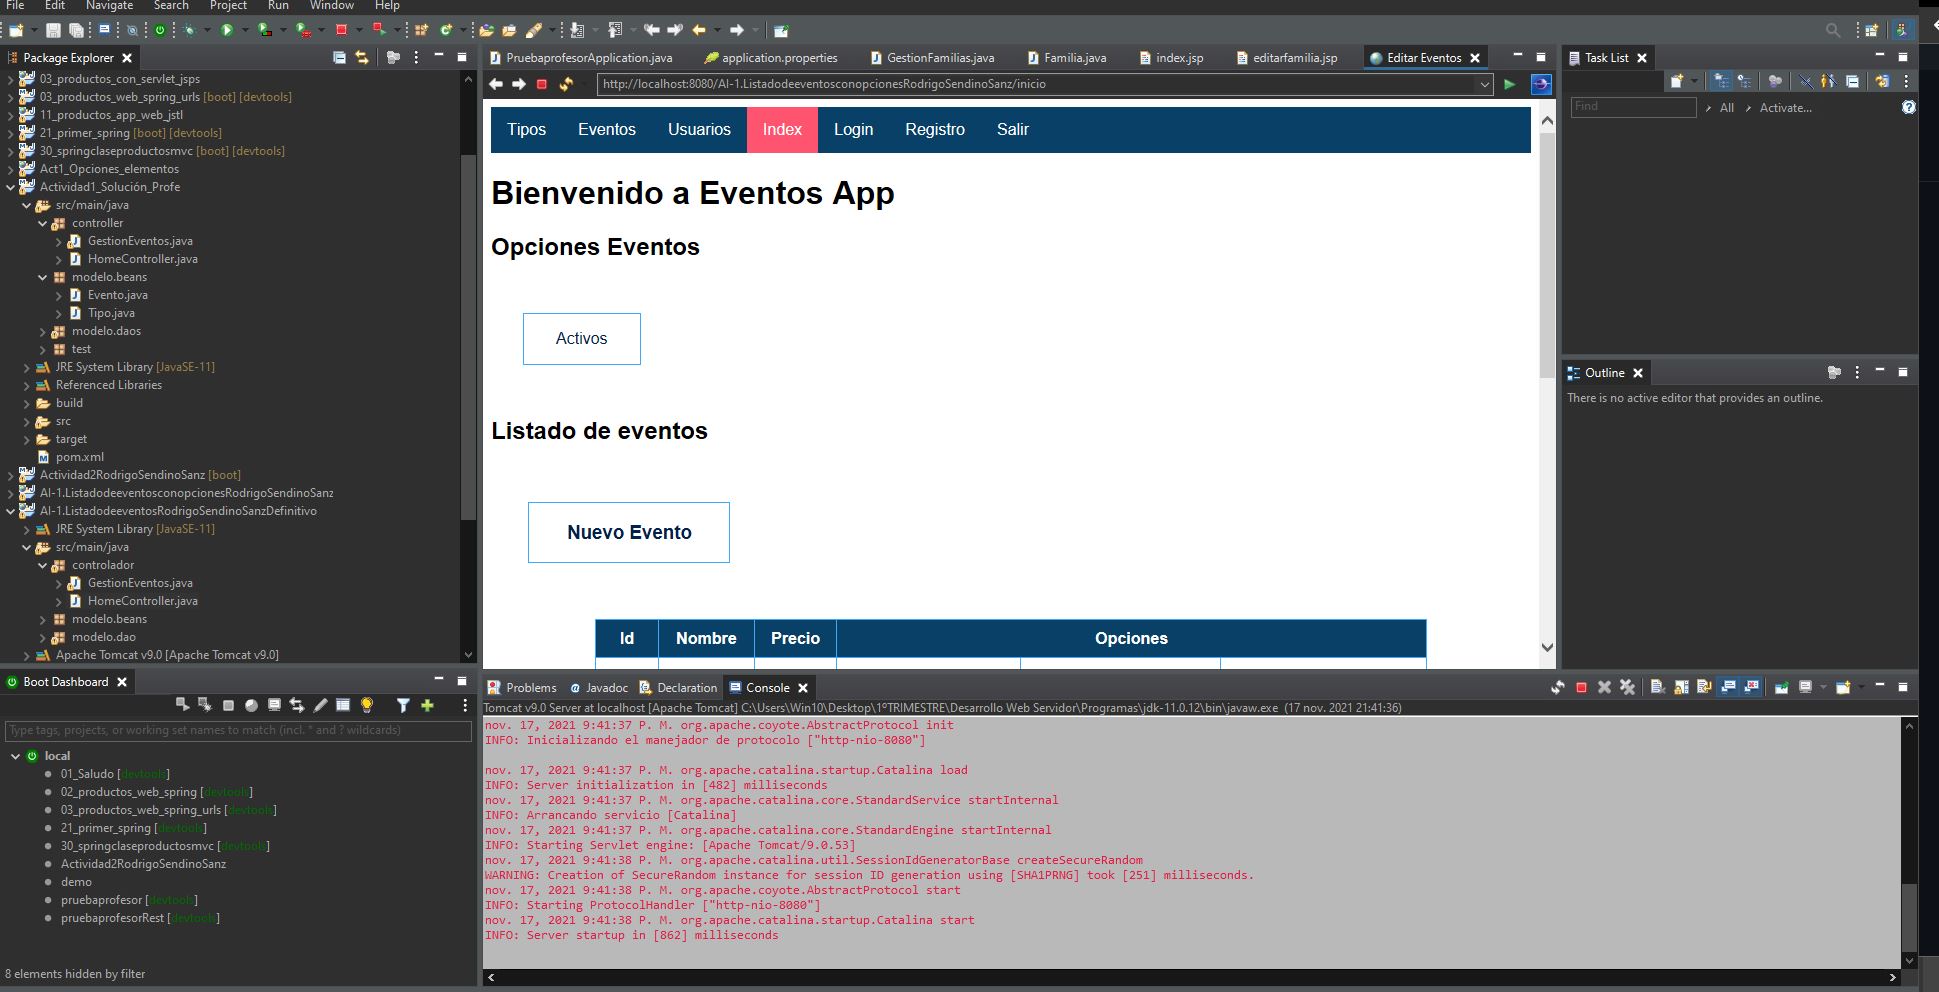 File Edit Navigate Search Project Run Window Help
Package Explorer
03_productos_con_servlet_jsps
03_productos_web_spring_urls [boot] [devtools]
11_productos_app_web_jstl
21_primer_spring [boot] [devtools]
30_springclaseproductosmvc [boot] [devtools]
Act1_Opciones_elementos
Actividad1_Solución_Profe
src/main/java
controller
GestionEventos.java
HomeController.java
modelo.beans
Evento.java
Tipo.java
modelo.daos
test
JRE System Library [JavaSE-11]
Referenced Libraries
build
src
target
pom.xml
Actividad2RodrigoSendinoSanz [boot]
AI-1.ListadodeeventosconopcionesRodrigoSendinoSanz
AI-1.ListadodeeventosRodrigoSendinoSanzDefinitivo
JRE System Library [JavaSE-11]
src/main/java
controlador
GestionEventos.java
HomeController.java
modelo.beans
modelo.dao
Apache Tomcat v9.0 [Apache Tomcat v9.0]
Boot Dashboard
Type tags, projects, or working set names to match (incl. * and ? wildcards)
local
01_Saludo [devtools]
02_productos_web_spring [devtools]
03_productos_web_spring_urls [devtools]
21_primer_spring [devtools]
30_springclaseproductosmvc [devtools]
Actividad2RodrigoSendinoSanz
demo
pruebaprofesor [devtools]
pruebaprofesorRest [devtools]
8 elements hidden by filter
PruebaprofesorApplication.java application.properties GestionFamilias.java Familia.java index.jsp editarfamilia.jsp Editar Eventos
http://localhost:8080/AI-1.ListadodeeventosconopcionesRodrigoSendinoSanz/inicio
Tipos Eventos Usuarios Index Login Registro Salir
Bienvenido a Eventos App
Opciones Eventos
Activos
Listado de eventos
Nuevo Evento
Id Nombre Precio Opciones
Problems Javadoc Declaration Console
Tomcat v9.0 Server at localhost [Apache Tomcat] C:\Users\Win10\Desktop\1ºTRIMESTRE\Desarrollo Web Servidor\Programas\jdk-11.0.12\bin\javaw.exe (17 nov. 2021 21:41:36)
nov. 17, 2021 9:41:37 P. M. org.apache.coyote.AbstractProtocol init
INFO: Inicializando el manejador de protocolo ["http-nio-8080"]
nov. 17, 2021 9:41:37 P. M. org.apache.catalina.startup.Catalina load
INFO: Server initialization in [482] milliseconds
nov. 17, 2021 9:41:37 P. M. org.apache.catalina.core.StandardService startInternal
INFO: Arrancando servicio [Catalina]
nov. 17, 2021 9:41:37 P. M. org.apache.catalina.core.StandardEngine startInternal
INFO: Starting Servlet engine: [Apache Tomcat/9.0.53]
nov. 17, 2021 9:41:38 P. M. org.apache.catalina.util.SessionIdGeneratorBase createSecureRandom
WARNING: Creation of SecureRandom instance for session ID generation using [SHA1PRNG] took [251] milliseconds.
nov. 17, 2021 9:41:38 P. M. org.apache.coyote.AbstractProtocol start
INFO: Starting ProtocolHandler ["http-nio-8080"]
nov. 17, 2021 9:41:38 P. M. org.apache.catalina.startup.Catalina start
INFO: Server startup in [862] milliseconds
Task List
Find All Activate...
Outline
There is no active editor that provides an outline.